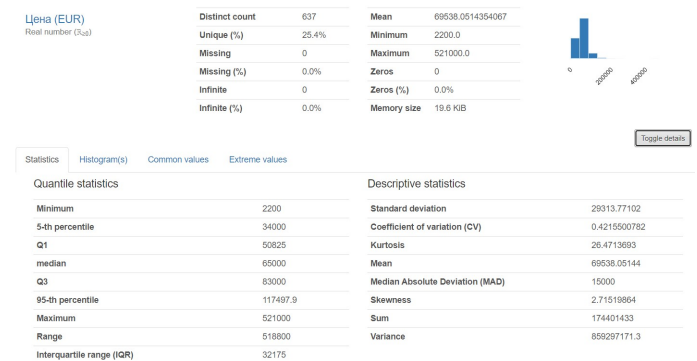 Цена (EUR)
Real number (ℝ≥0)
Distinct count 637
Unique (%) 25.4%
Missing 0
Missing (%) 0.0%
Infinite 0
Infinite (%) 0.0%
Mean 69538.0514354067
Minimum 2200.0
Maximum 521000.0
Zeros 0
Zeros (%) 0.0%
Memory size 19.6 KiB
0 200000 400000
Toggle details
Statistics Histogram(s) Common values Extreme values
Quantile statistics
Minimum 2200
5-th percentile 34000
Q1 50825
median 65000
Q3 83000
95-th percentile 117497.9
Maximum 521000
Range 518800
Interquartile range (IQR) 32175
Descriptive statistics
Standard deviation 29313.77102
Coefficient of variation (CV) 0.4215500782
Kurtosis 26.4713693
Mean 69538.05144
Median Absolute Deviation (MAD) 15000
Skewness 2.71519864
Sum 174401433
Variance 859297171.3